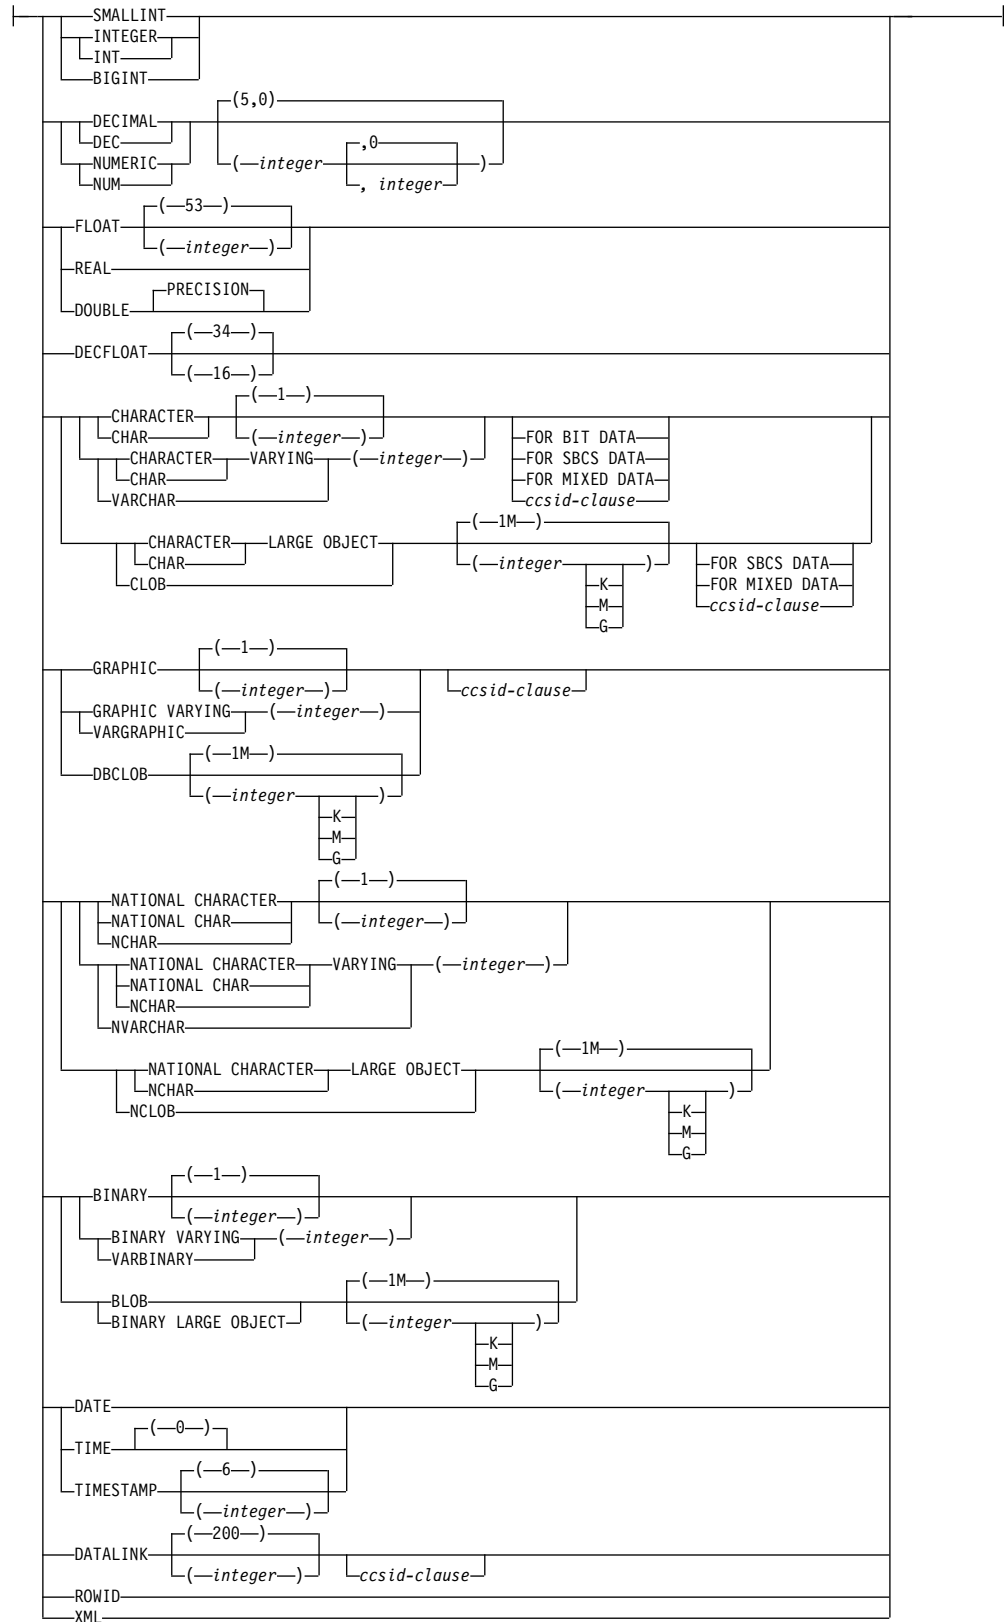 SMALLINT
INTEGER
INT
BIGINT
(5,0)
DECIMAL
DEC
,0
NUMERIC
( integer )
NUM
, integer
( 53 )
FLOAT
( integer )
REAL
PRECISION
DOUBLE
( 34 )
DECFLOAT
( 16 )
( 1 )
CHARACTER
CHAR
( integer )
FOR BIT DATA
CHARACTER VARYING ( integer )
FOR SBCS DATA
CHAR
FOR MIXED DATA
VARCHAR
ccsid-clause
( 1M )
CHARACTER LARGE OBJECT
CHAR
( integer )
FOR SBCS DATA
CLOB
K
FOR MIXED DATA
M
ccsid-clause
G
( 1 )
GRAPHIC
( integer )
ccsid-clause
GRAPHIC VARYING ( integer )
VARGRAPHIC
( 1M )
DBCLOB
( integer )
K
M
G
( 1 )
NATIONAL CHARACTER
NATIONAL CHAR
( integer )
NCHAR
NATIONAL CHARACTER VARYING ( integer )
NATIONAL CHAR
NCHAR
NVARCHAR
( 1M )
NATIONAL CHARACTER LARGE OBJECT
NCHAR
( integer )
NCLOB
K
M
G
( 1 )
BINARY
( integer )
BINARY VARYING ( integer )
VARBINARY
( 1M )
BLOB
BINARY LARGE OBJECT
( integer )
K
M
G
DATE
( 0 )
TIME
( 6 )
TIMESTAMP
( integer )
( 200 )
DATALINK
( integer )
ccsid-clause
ROWID
XML